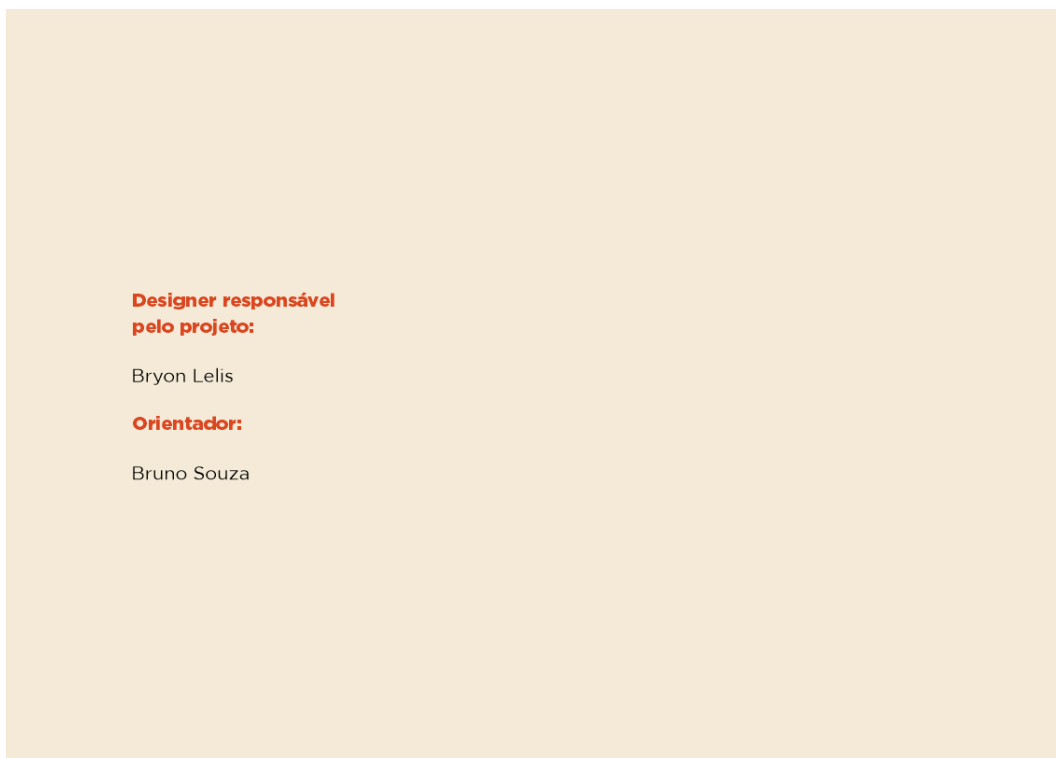 Designer responsável
pelo projeto:
Bryon Lelis
Orientador:
Bruno Souza